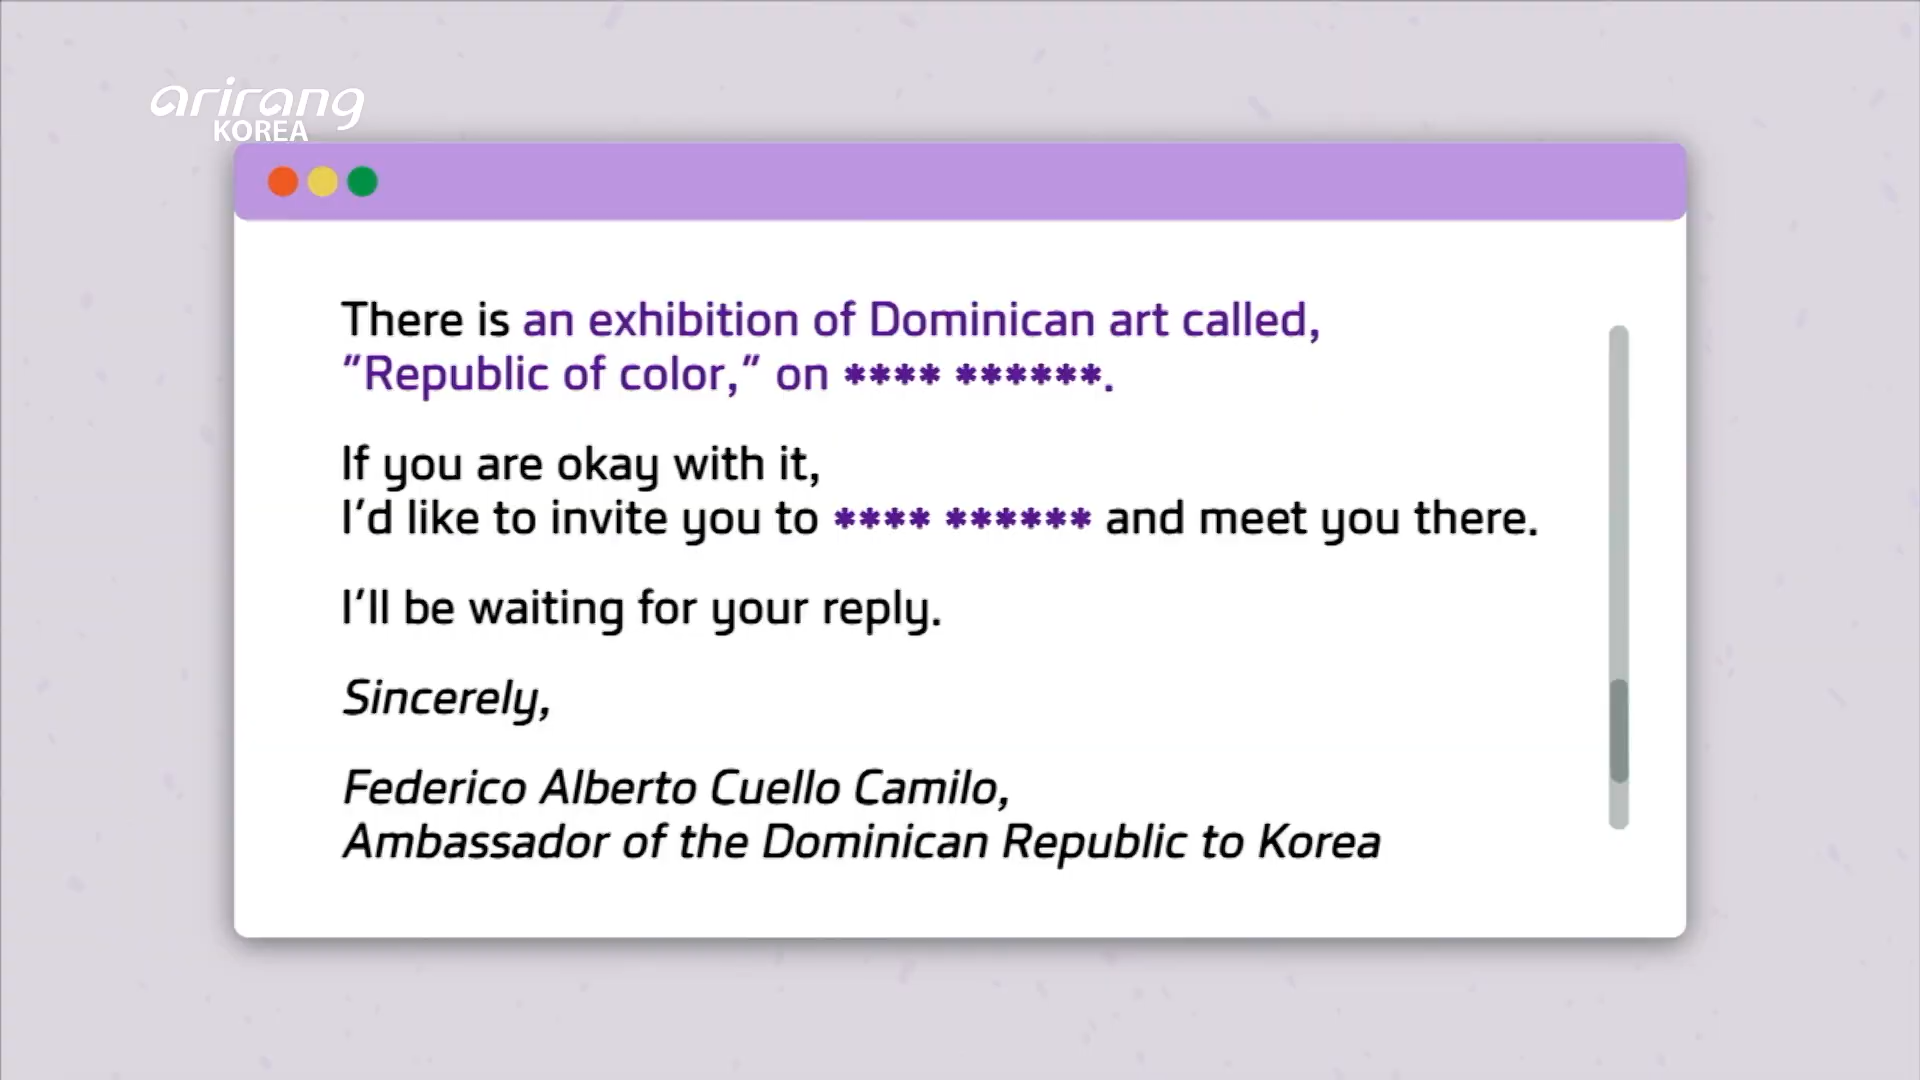 arirang
KOREA
There is an exhibition of Dominican art called,
"Republic of color," on **** ******.
If you are okay with it,
I'd like to invite you to **** ****** and meet you there.
I'll be waiting for your reply.
Sincerely,
Federico Alberto Cuello Camilo,
Ambassador of the Dominican Republic to Korea